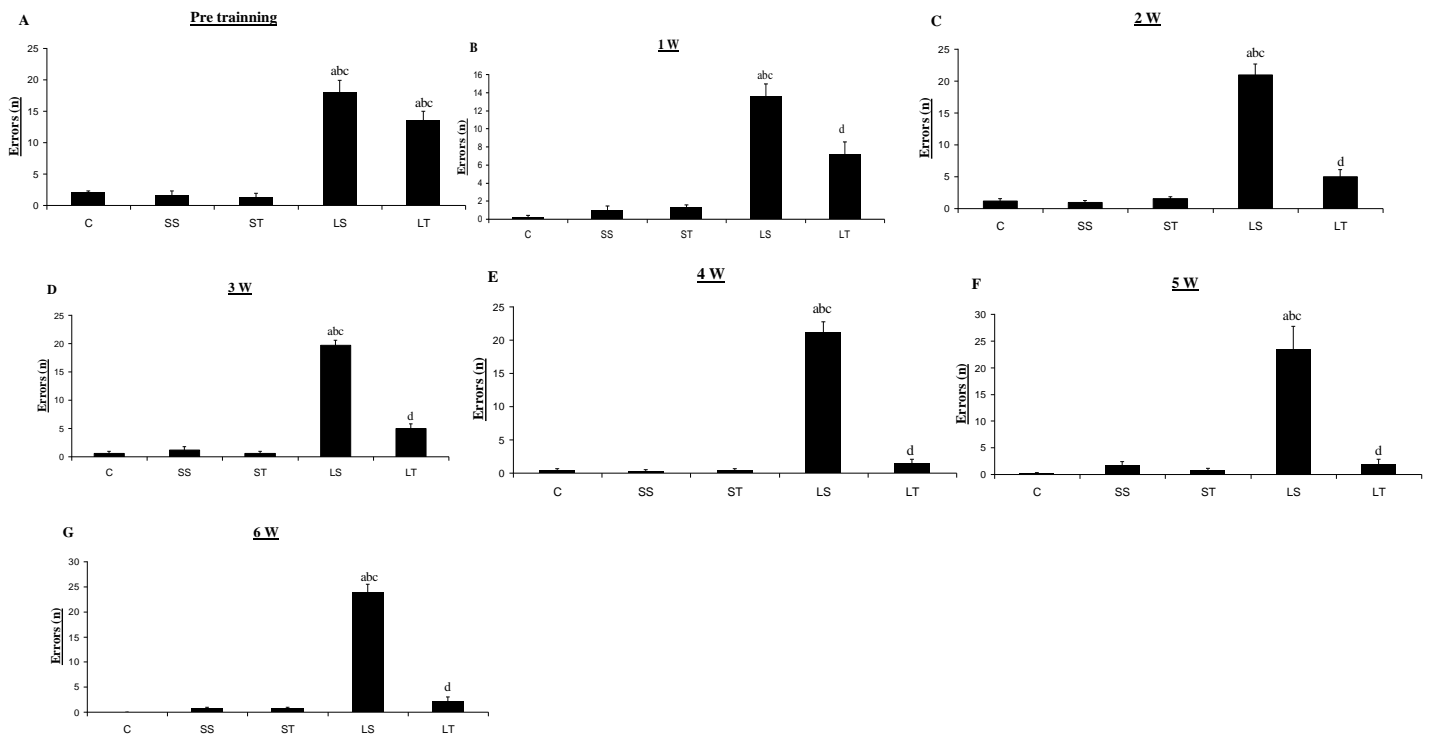 A
Pre trainning
Errors (n)
25
20
15
10
5
0
abc
abc
C SS ST LS LT
B
1 W
Errors (n)
16
14
12
10
8
6
4
2
0
abc
d
C SS ST LS LT
C
2 W
Errors (n)
25
20
15
10
5
0
abc
d
C SS ST LS LT
D
3 W
Errors (n)
25
20
15
10
5
0
abc
d
C SS ST LS LT
E
4 W
Errors (n)
25
20
15
10
5
0
abc
d
C SS ST LS LT
F
5 W
Errors (n)
30
25
20
15
10
5
0
abc
d
C SS ST LS LT
G
6 W
Errors (n)
30
25
20
15
10
5
0
abc
d
C SS ST LS LT